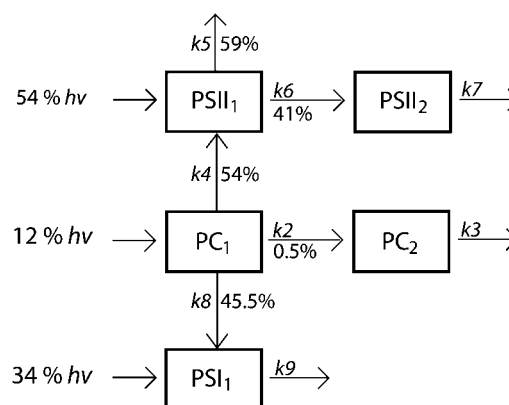 k5 59%
54 % hv PSII1 k6 41% PSII2 k7
k4 54%
12 % hv PC1 k2 0.5% PC2 k3
k8 45.5%
34 % hv PSI1 k9